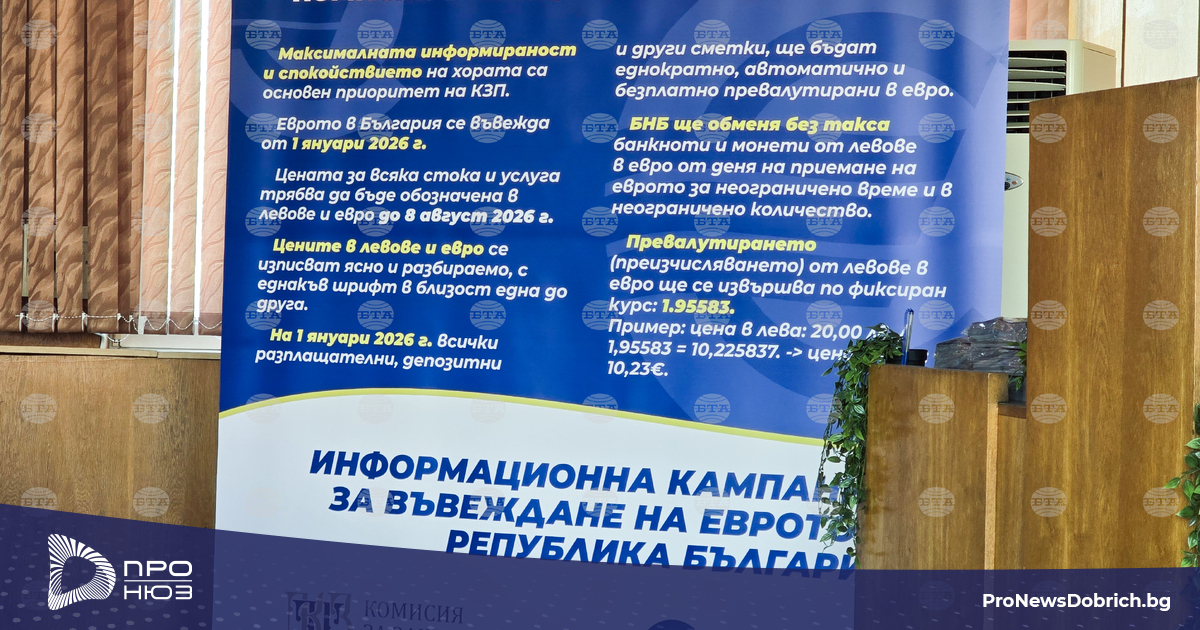 Максималната информираност
и спокойствието на хората са
основен приоритет на КЗП.
Еврото в България се въвежда
от 1 януари 2026 г.
Цената за всяка стока и услуга
трябва да бъде обозначена в
левове и евро до 8 август 2026 г.
Цените в левове и евро се
изписват ясно и разбираемо, с
еднакъв шрифт в близост една до
друга.
На 1 януари 2026 г. всички
разплащателни, депозитни
и други сметки, ще бъдат
еднократно, автоматично и
безплатно превалутирани в евро.
БНБ ще обменя без такса
банкноти и монети от левове
в евро от деня на приемане на
еврото за неограничено време и в
неограничено количество.
Превалутирането
(преизчисляването) от левове в
евро ще се извършва по фиксиран
курс: 1.95583.
Пример: цена в лева: 20,00
1,95583 = 10,225837. ->
10,23€.
ИНФОРМАЦИОННА
ЗА ВЪВЕЖДАНЕ НА
РЕПУБЛИКА
КОМИСИЯ
ПРО
НЮЗ
ProNewsDobrich.bg
БТА